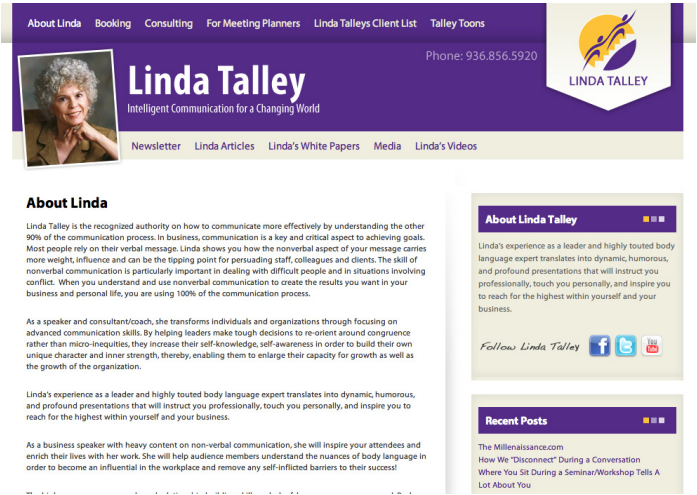 About Linda Booking Consulting For Meeting Planners Linda Talleys Client List Talley Toons
Phone: 936.856.5920
LINDA TALLEY
Linda Talley
Intelligent Communication for a Changing World
Newsletter Linda Articles Linda's White Papers Media Linda's Videos
About Linda
Linda Talley is the recognized authority on how to communicate more effectively by understanding the other
90% of the communication process. In business, communication is a key and critical aspect to achieving goals.
Most people rely on their verbal message. Linda shows you how the nonverbal aspect of your message carries
more weight, influence and can be the tipping point for persuading staff, colleagues and clients. The skill of
nonverbal communication is particularly important in dealing with difficult people and in situations involving
conflict. When you understand and use nonverbal communication to create the results you want in your
business and personal life, you are using 100% of the communication process.
As a speaker and consultant/coach, she transforms individuals and organizations through focusing on
advanced communication skills. By helping leaders make tough decisions to re-orient around congruence
rather than micro-inequities, they increase their self-knowledge, self-awareness in order to build their own
unique character and inner strength, thereby, enabling them to enlarge their capacity for growth as well as
the growth of the organization.
Linda's experience as a leader and highly touted body language expert translates into dynamic, humorous,
and profound presentations that will instruct you professionally, touch you personally, and inspire you to
reach for the highest within yourself and your business.
As a business speaker with heavy content on non-verbal communication, she will inspire your attendees and
enrich their lives with her work. She will help audience members understand the nuances of body language in
order to become an influential in the workplace and remove any self-inflicted barriers to their success!
About Linda Talley
Linda's experience as a leader and highly touted body
language expert translates into dynamic, humorous,
and profound presentations that will instruct you
professionally, touch you personally, and inspire you
to reach for the highest within yourself and your
business.
Follow Linda Talley
You
Tube
Recent Posts
The Millenaissance.com
How We "Disconnect" During a Conversation
Where You Sit During a Seminar/Workshop Tells A
Lot About You